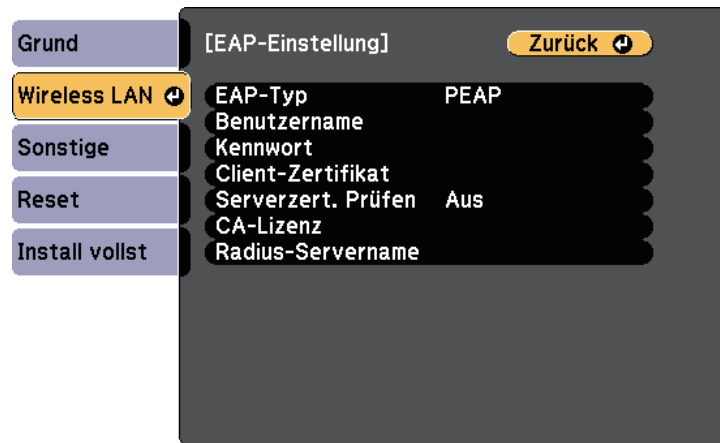 Grund
Wireless LAN
Sonstige
Reset
Install vollst
[EAP-Einstellung]
Zurück
EAP-Typ PEAP
Benutzername
Kennwort
Client-Zertifikat
Serverzert. Prüfen Aus
CA-Lizenz
Radius-Servername